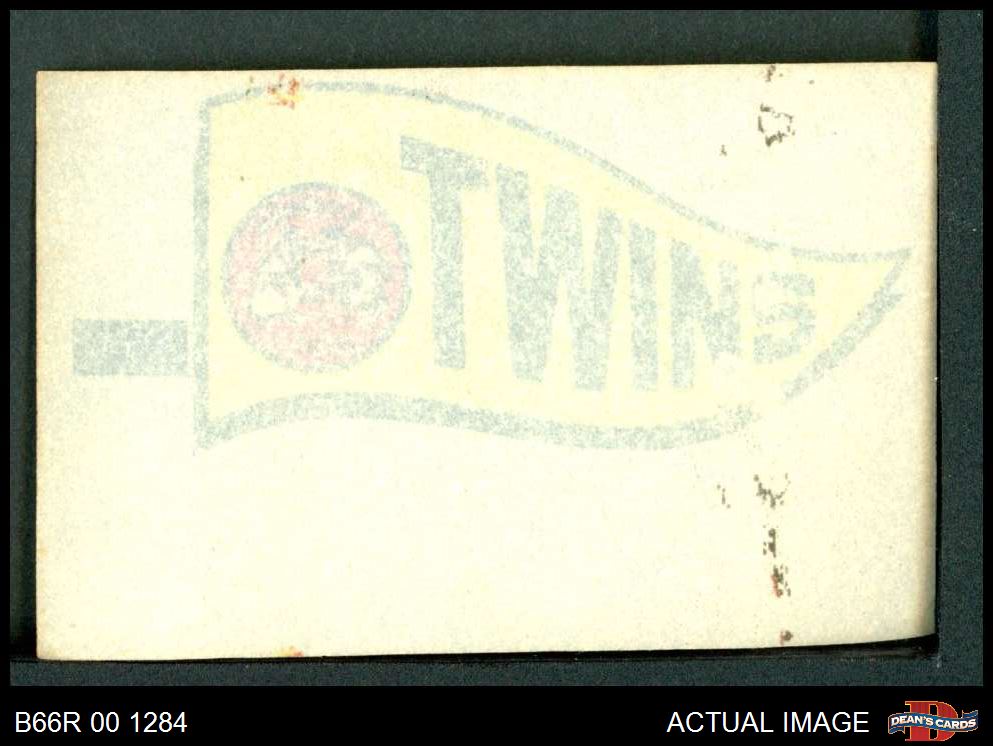 TWINS
B66R 00 1284
ACTUAL IMAGE
DEAN'S CARDS